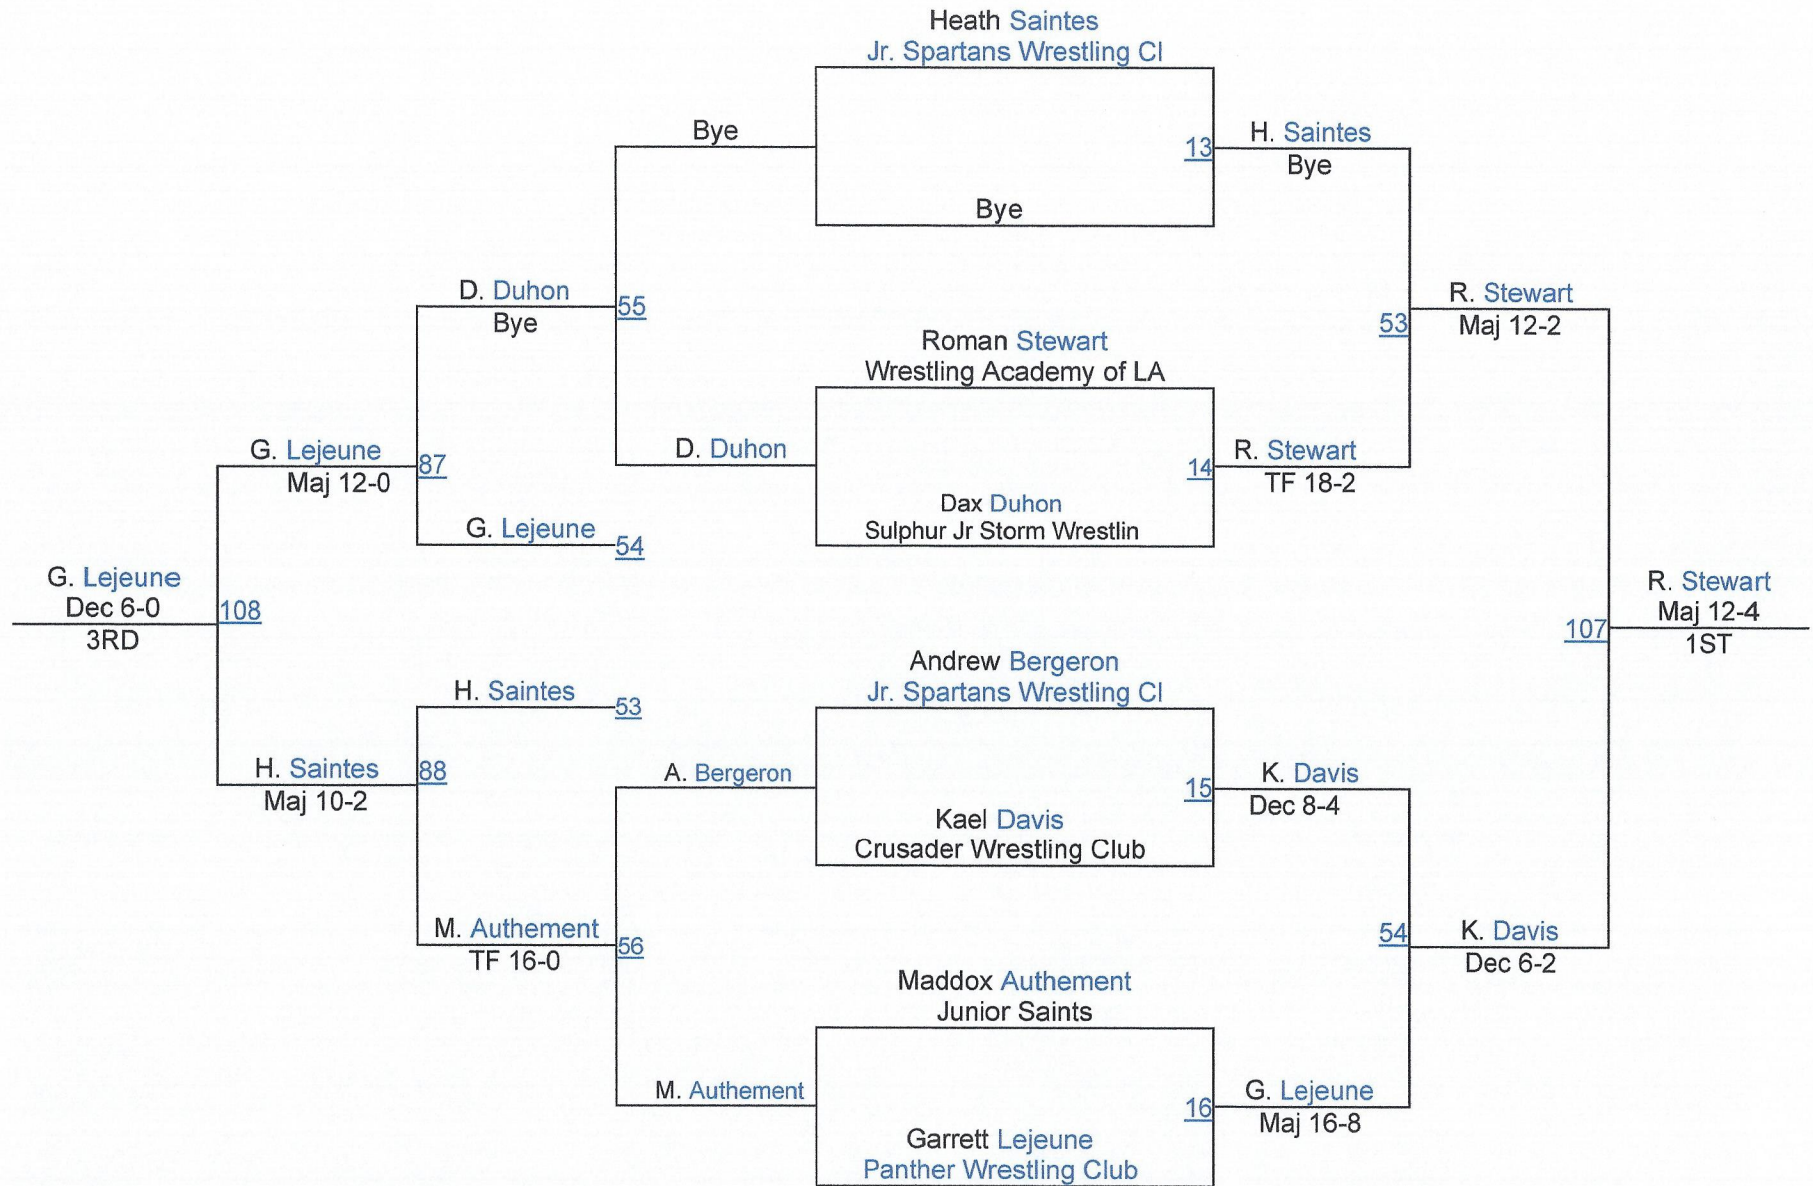 Heath Saintes
Jr. Spartans Wrestling Cl
Bye
13
H. Saintes
Bye
Bye
D. Duhon
Bye
55
R. Stewart
Maj 12-2
53
Roman Stewart
Wrestling Academy of LA
G. Lejeune
Maj 12-0
87
D. Duhon
14
R. Stewart
TF 18-2
Dax Duhon
Sulphur Jr Storm Wrestlin
G. Lejeune
54
G. Lejeune
Dec 6-0
3RD
108
R. Stewart
Maj 12-4
1ST
107
Andrew Bergeron
Jr. Spartans Wrestling Cl
H. Saintes
53
H. Saintes
Maj 10-2
88
A. Bergeron
15
K. Davis
Dec 8-4
Kael Davis
Crusader Wrestling Club
M. Authement
TF 16-0
56
54
K. Davis
Dec 6-2
Maddox Authement
Junior Saints
M. Authement
16
G. Lejeune
Maj 16-8
Garrett Lejeune
Panther Wrestling Club